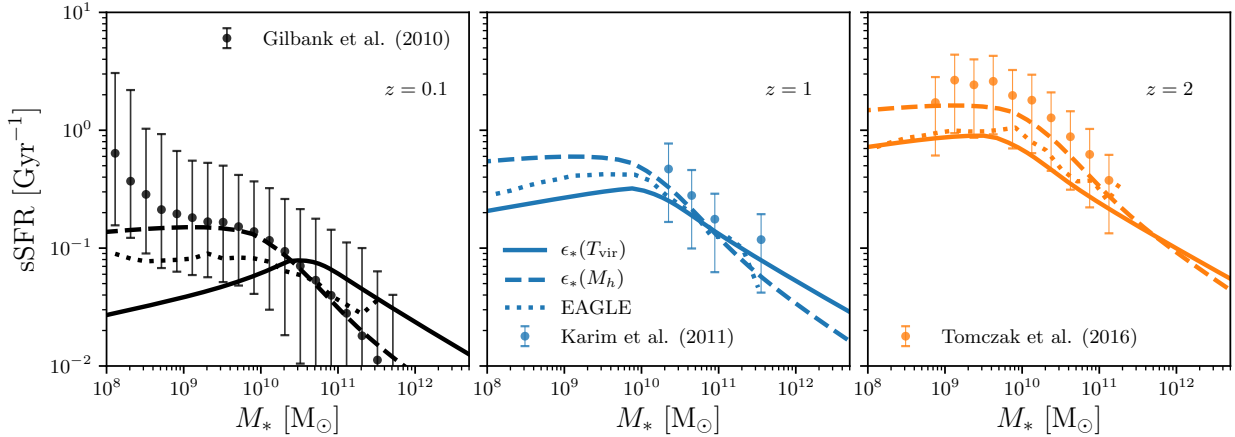 Gilbank et al. (2010)
z = 0.1
z = 1
z = 2
sSFR [Gyr⁻¹]
10¹
10⁰
10⁻¹
10⁻²
ϵ∗(Tvir)
ϵ∗(Mh)
EAGLE
Karim et al. (2011)
Tomczak et al. (2016)
10⁸ 10⁹ 10¹⁰ 10¹¹ 10¹² 10⁸ 10⁹ 10¹⁰ 10¹¹ 10¹² 10⁸ 10⁹ 10¹⁰ 10¹¹ 10¹²
M∗ [M⊙] M∗ [M⊙] M∗ [M⊙]